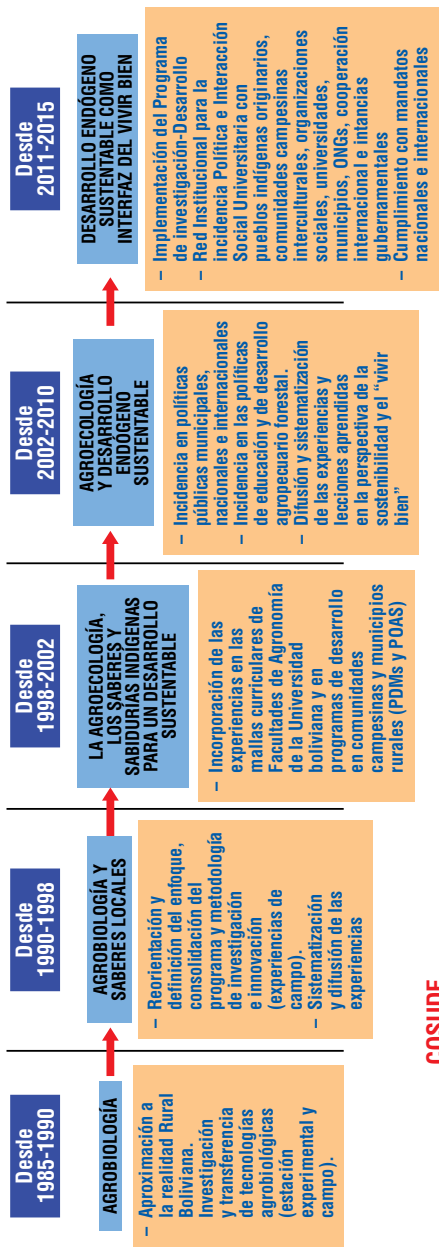 Desde
1985-1990
AGROBIOLOGÍA
– Aproximación a
la realidad Rural
Boliviana.
Investigación
y transferencia
de tecnologías
agrobiológicas
(estación
experimental y
campo).
Desde
1990-1998
AGROBIOLOGÍA Y
SABERES LOCALES
– Reorientación y
definición del enfoque,
consolidación del
programa y metodología
de investigación
e innovación
(experiencias de
campo).
– Sistematización
y difusión de las
experiencias
Desde
1998-2002
LA AGROECOLOGÍA,
LOS SABERES Y
SABIDURIAS INDÍGENAS
PARA UN DESARROLLO
SUSTENTABLE
– Incorporación de las
experiencias en las
mallas curriculares de
Facultades de Agronomía
de la Universidad
boliviana y en
programas de desarrollo
en comunidades
campesinas y municipios
rurales (PDMs y POAS)
Desde
2002-2010
AGROECOLOGÍA
Y DESARROLLO
ENDÓGENO
SUSTENTABLE
– Incidencia en políticas
públicas municipales,
nacionales e internacionales
– Incidencia en las políticas
de educación y de desarrollo
agropecuario forestal.
– Difusión y sistematización
de las experiencias y
lecciones aprendidas
en la perspectiva de la
sostenibilidad y el “vivir
bien”
Desde
2011-2015
DESARROLLO ENDÓGENO
SUSTENTABLE COMO
INTERFAZ DEL VIVIR BIEN
– Implementación del Programa
de investigación-Desarrollo
– Red Institucional para la
incidencia Política e Interacción
Social Universitaria con
pueblos indígenas originarios,
comunidades campesinas
interculturales, organizaciones
sociales, universidades,
municipios, ONGs, cooperación
internacional e intancias
gubernamentales
– Cumplimiento con mandatos
nacionales e internacionales
COSUDE